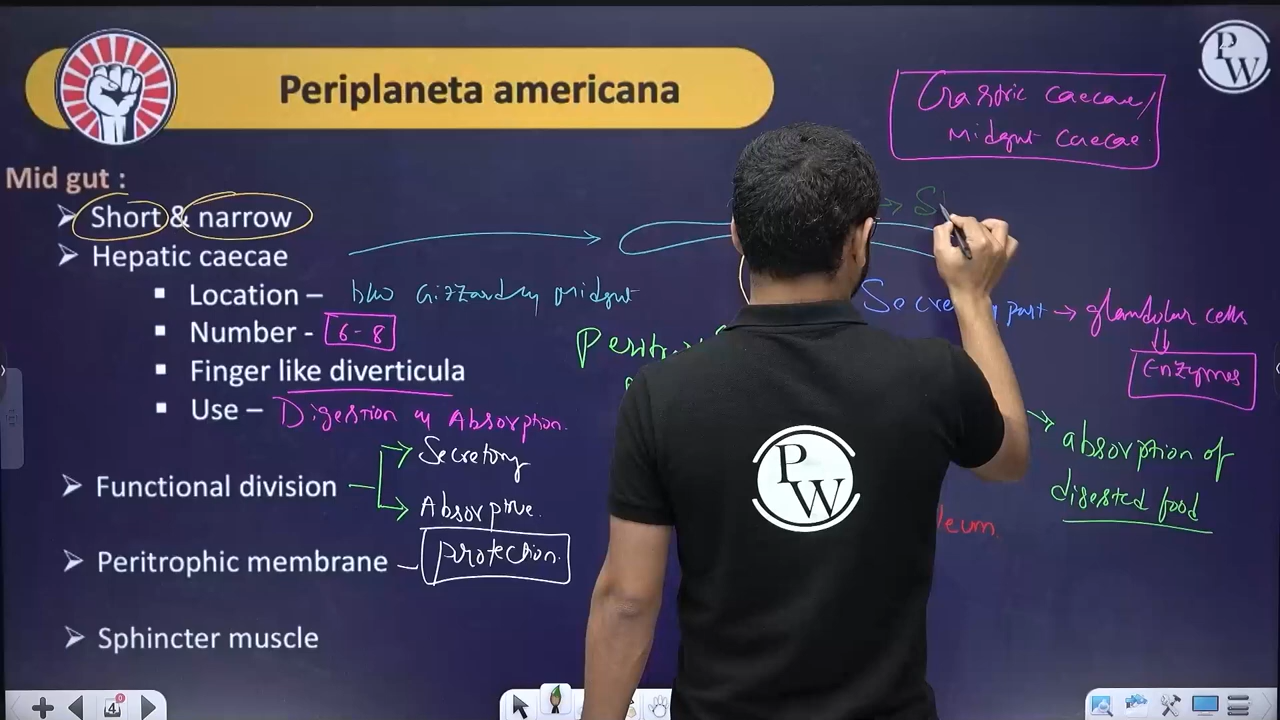 Periplaneta americana
PW
Gastric caecae/
Midgut caecae
Mid gut :
Short & narrow
Hepatic caecae
Location – b/w Gizzard & midgut
Number - 6-8
Finger like diverticula
Use – Digestion & Absorption.
Secretory part → glandular cells
Enzymes
absorption of
digested food
Functional division
Secretory
Absorptive.
Peritrophic membrane – protection.
Sphincter muscle
leum.
PW
4